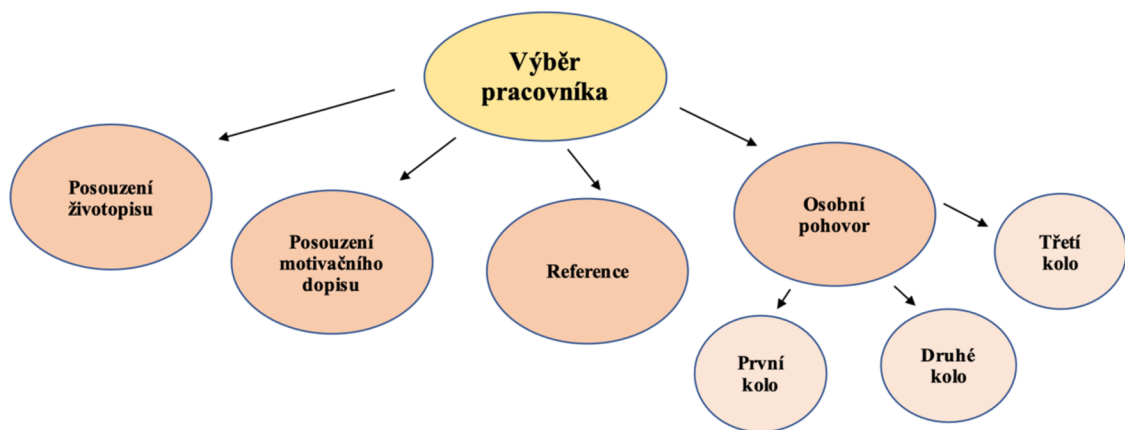 Výběr
pracovníka
Posouzení
životopisu
Posouzení
motivačního
dopisu
Reference
Osobní
pohovor
První
kolo
Druhé
kolo
Třetí
kolo